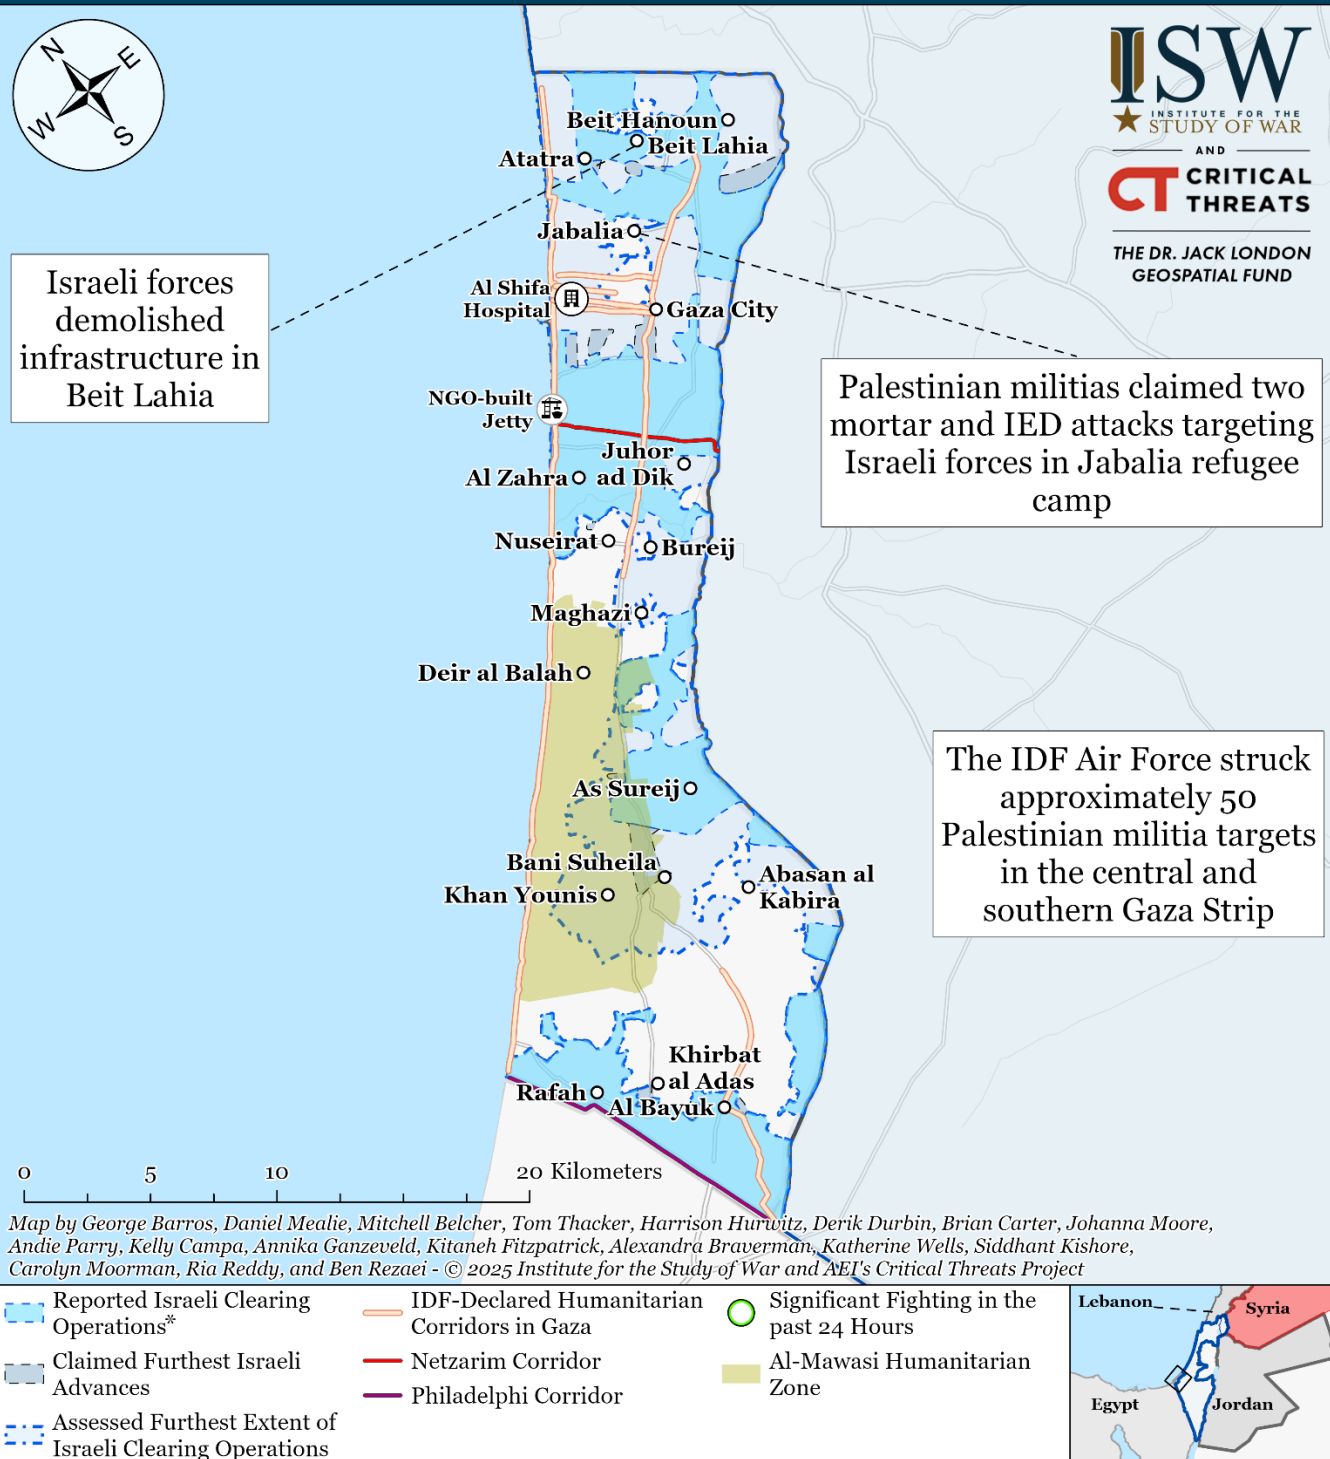 N
E
W
S
ISW
INSTITUTE FOR THE
STUDY OF WAR
AND
CT CRITICAL
THREATS
THE DR. JACK LONDON
GEOSPATIAL FUND
Beit Hanoun
Beit Lahia
Atatra
Jabalia
Israeli forces
demolished
infrastructure in
Beit Lahia
Al Shifa
Hospital
Gaza City
NGO-built
Jetty
Palestinian militias claimed two
mortar and IED attacks targeting
Israeli forces in Jabalia refugee
camp
Juhor
ad Dik
Al Zahra
Nuseirat
Bureij
Maghazi
Deir al Balah
The IDF Air Force struck
approximately 50
Palestinian militia targets
in the central and
southern Gaza Strip
As Sureij
Bani Suheila
Abasan al
Kabira
Khan Younis
Khirbat
al Adas
Rafah
Al Bayuk
0 5 10 20 Kilometers
Map by George Barros, Daniel Mealie, Mitchell Belcher, Tom Thacker, Harrison Hurwitz, Derik Durbin, Brian Carter, Johanna Moore,
Andie Parry, Kelly Campa, Annika Ganzeveld, Kitaneh Fitzpatrick, Alexandra Braverman, Katherine Wells, Siddhant Kishore,
Carolyn Moorman, Ria Reddy, and Ben Rezaei - © 2025 Institute for the Study of War and AEI's Critical Threats Project
Reported Israeli Clearing
Operations*
Claimed Furthest Israeli
Advances
Assessed Furthest Extent of
Israeli Clearing Operations
IDF-Declared Humanitarian
Corridors in Gaza
Netzarim Corridor
Philadelphi Corridor
Significant Fighting in the
past 24 Hours
Al-Mawasi Humanitarian
Zone
Lebanon
Syria
Egypt
Jordan